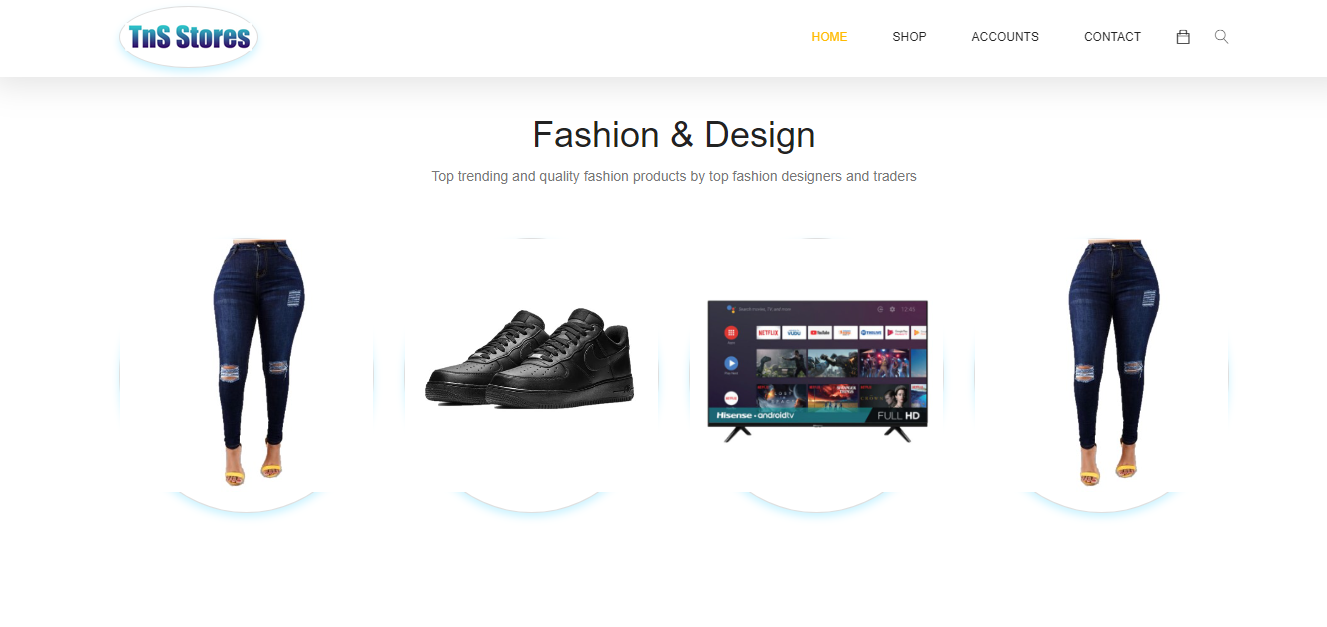 TnS Stores
HOME
SHOP
ACCOUNTS
CONTACT
Fashion & Design
Top trending and quality fashion products by top fashion designers and traders
NETFLIX
YouTube
Hisense • androidtv
FULL HD